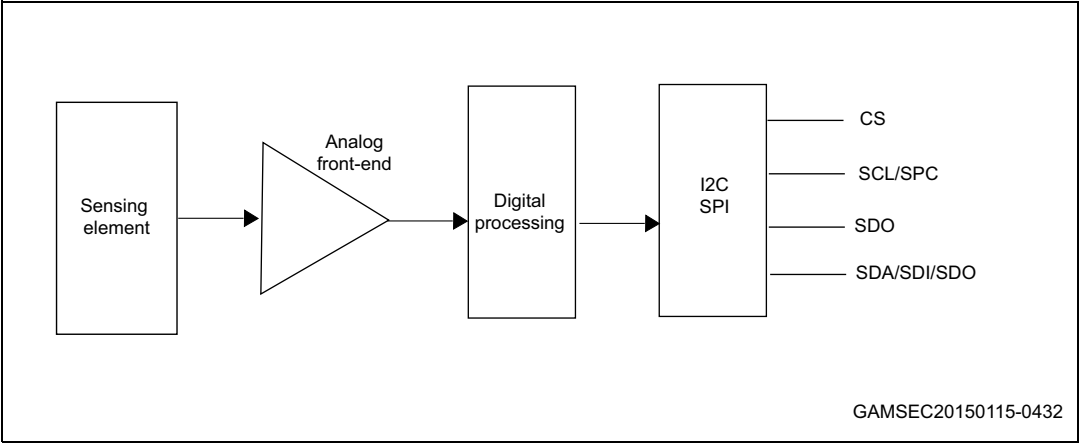 Sensing
element
Analog
front-end
Digital
processing
I2C
SPI
CS
SCL/SPC
SDO
SDA/SDI/SDO
GAMSEC20150115-0432